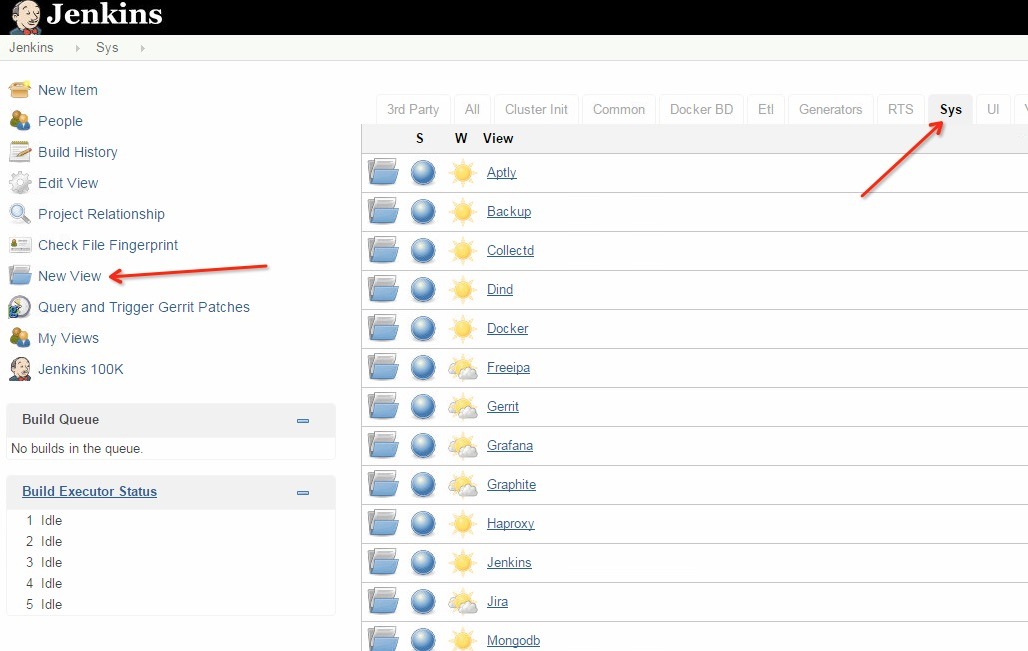 Jenkins
Jenkins Sys
New Item
People
Build History
Edit View
Project Relationship
Check File Fingerprint
New View
Query and Trigger Gerrit Patches
My Views
Jenkins 100K
Build Queue
No builds in the queue.
Build Executor Status
1 Idle
2 Idle
3 Idle
4 Idle
5 Idle
3rd Party All Cluster Init Common Docker BD Etl Generators RTS Sys UI
S W View
Aptly
Backup
Collectd
Dind
Docker
Freeipa
Gerrit
Grafana
Graphite
Haproxy
Jenkins
Jira
Mongodb